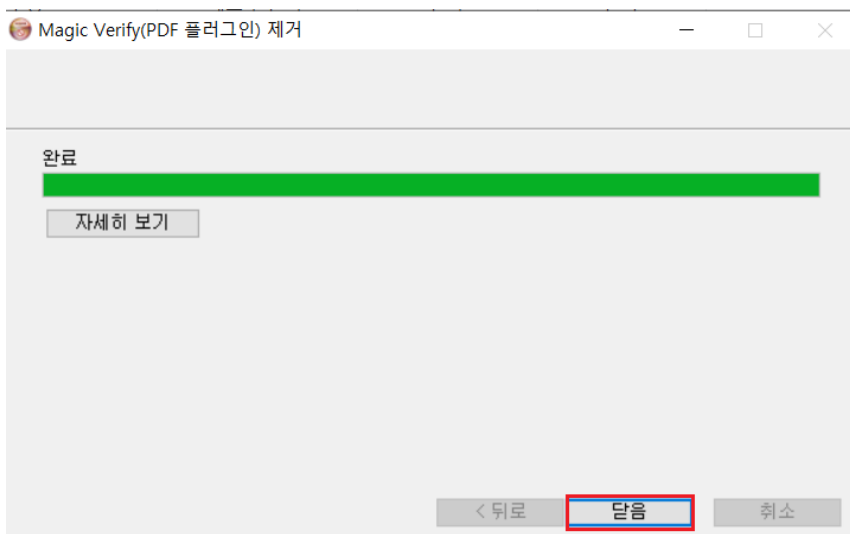 Magic Verify(PDF 플러그인) 제거
완료
자세히 보기
< 뒤로
닫음
취소